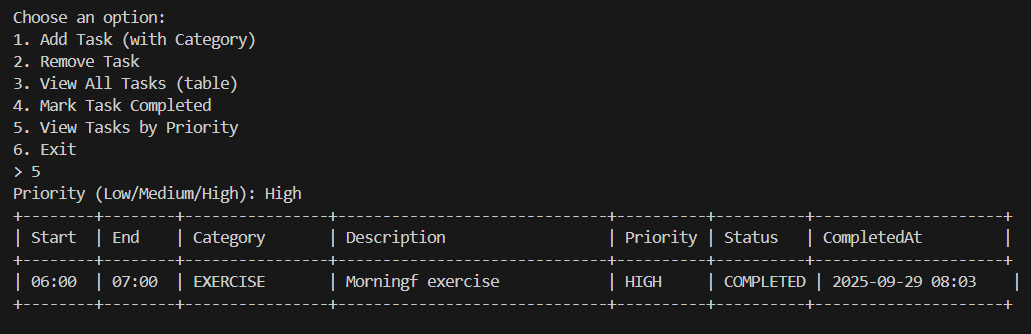 Choose an option:
1. Add Task (with Category)
2. Remove Task
3. View All Tasks (table)
4. Mark Task Completed
5. View Tasks by Priority
6. Exit
> 5
Priority (Low/Medium/High): High
+--------+--------+----------------+------------------------------+----------+----------+---------------------+
| Start  | End    | Category       | Description                  | Priority | Status   | CompletedAt         |
+--------+--------+----------------+------------------------------+----------+----------+---------------------+
| 06:00  | 07:00  | EXERCISE       | Morningf exercise            | HIGH     | COMPLETED | 2025-09-29 08:03    |
+--------+--------+----------------+------------------------------+----------+----------+---------------------+